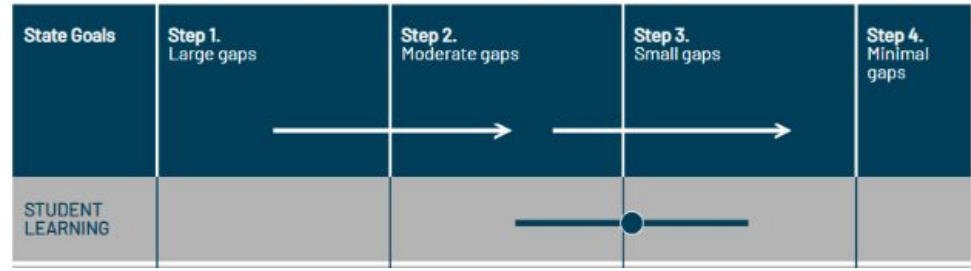 State Goals
Step 1.
Large gaps
Step 2.
Moderate gaps
Step 3.
Small gaps
Step 4.
Minimal
gaps
STUDENT
LEARNING